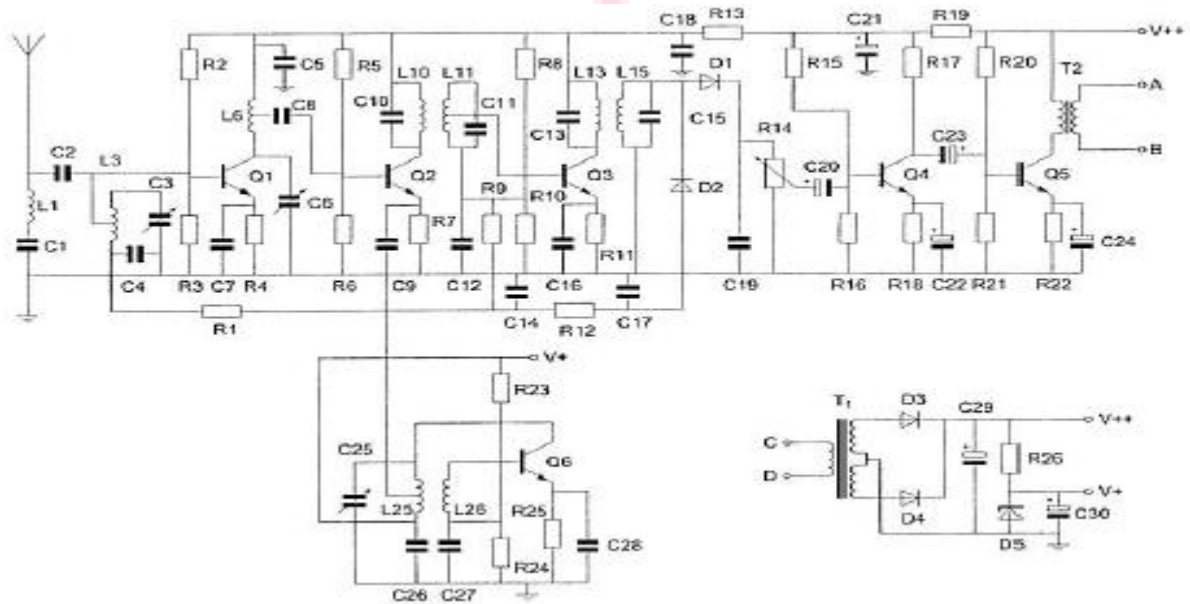 C18 R13 C21 R19
V++
R2 C5 R5 L10 L11 R8 L13 L15 D1 R15 R17 R20 T2
A
L5 C8 C10 C11 C13 C15 R14 C23
B
C2 L3 C3 Q1 C6 Q2 R9 R10 Q3 D2 C20 Q4 Q5
L1 C1 R7 R11 C24
C4 R3 C7 R4 R6 C9 C12 C16 C19 R16 R18 C22 R21 R22
R1 C14 R12 C17
V+
R23
C25 Q6
L25 L26 R25
R24 C28
C26 C27
T1 D3 C29
V++
C
D
R26
V+
D4 C30
D5